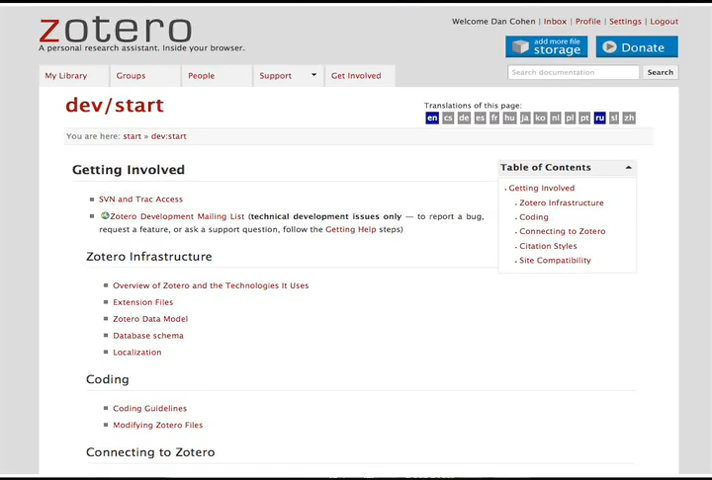 zotero
A personal research assistant. Inside your browser.
Welcome Dan Cohen | Inbox | Profile | Settings | Logout
add more file
storage
Donate
My Library
Groups
People
Support
Get Involved
Search documentation
Search
dev/start
Translations of this page:
en cs de es fr hu ja ko nl pl pt ru sl zh
You are here: start » dev:start
Getting Involved
SVN and Trac Access
Zotero Development Mailing List (technical development issues only — to report a bug,
request a feature, or ask a support question, follow the Getting Help steps)
Table of Contents
Getting Involved
Zotero Infrastructure
Coding
Connecting to Zotero
Citation Styles
Site Compatibility
Zotero Infrastructure
Overview of Zotero and the Technologies It Uses
Extension Files
Zotero Data Model
Database schema
Localization
Coding
Coding Guidelines
Modifying Zotero Files
Connecting to Zotero